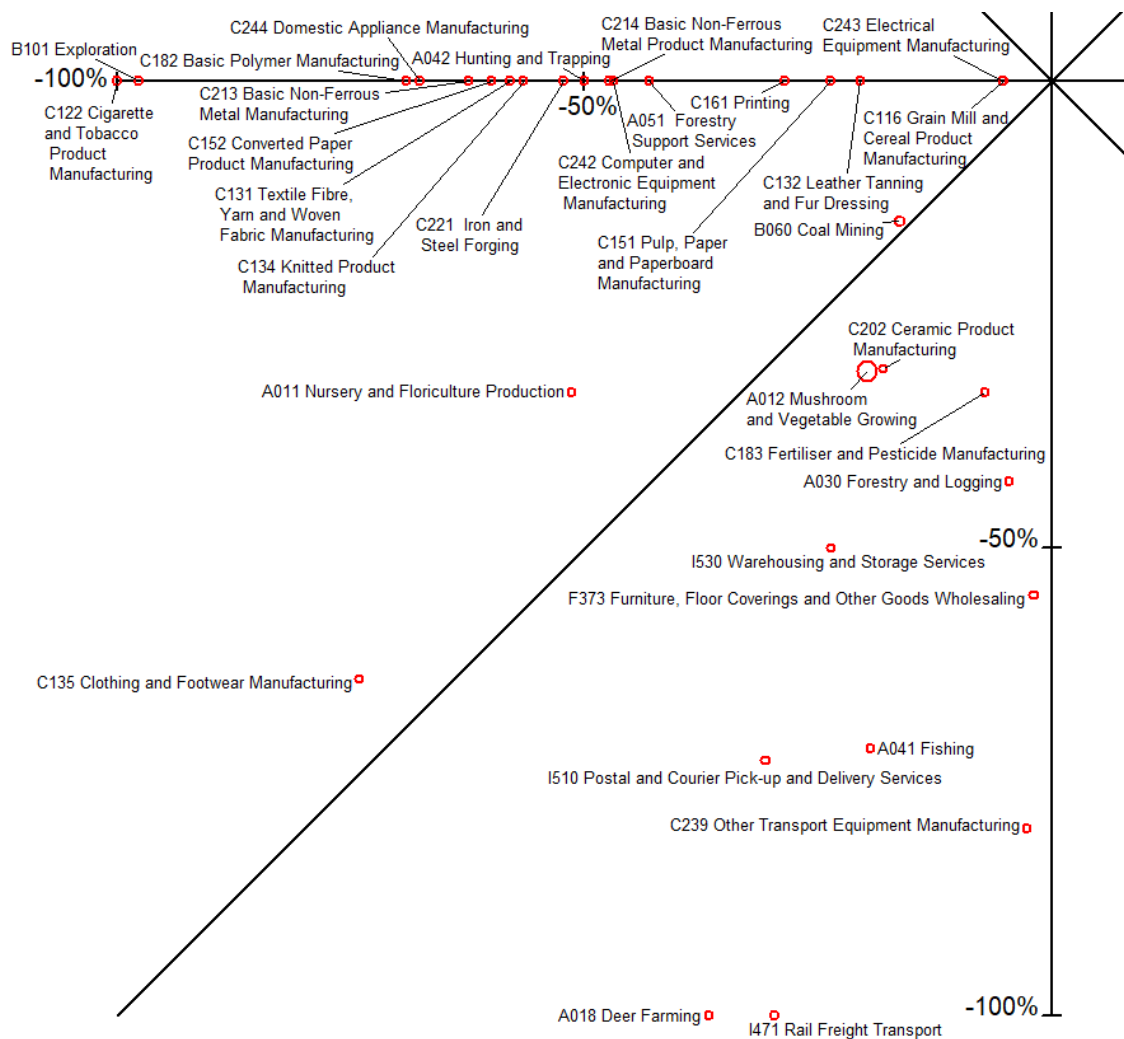 C244 Domestic Appliance Manufacturing
C214 Basic Non-Ferrous
Metal Product Manufacturing
C243 Electrical
Equipment Manufacturing
B101 Exploration
C182 Basic Polymer Manufacturing
A042 Hunting and Trapping
-100%
-50%
C122 Cigarette
and Tobacco
Product
Manufacturing
C213 Basic Non-Ferrous
Metal Manufacturing
C152 Converted Paper
Product Manufacturing
C131 Textile Fibre,
Yarn and Woven
Fabric Manufacturing
C134 Knitted Product
Manufacturing
C221 Iron and
Steel Forging
C161 Printing
A051 Forestry
Support Services
C242 Computer and
Electronic Equipment
Manufacturing
C151 Pulp, Paper
and Paperboard
Manufacturing
C116 Grain Mill and
Cereal Product
Manufacturing
C132 Leather Tanning
and Fur Dressing
B060 Coal Mining
C202 Ceramic Product
Manufacturing
A011 Nursery and Floriculture Production
A012 Mushroom
and Vegetable Growing
C183 Fertiliser and Pesticide Manufacturing
A030 Forestry and Logging
-50%
I530 Warehousing and Storage Services
F373 Furniture, Floor Coverings and Other Goods Wholesaling
C135 Clothing and Footwear Manufacturing
A041 Fishing
I510 Postal and Courier Pick-up and Delivery Services
C239 Other Transport Equipment Manufacturing
-100%
A018 Deer Farming
I471 Rail Freight Transport